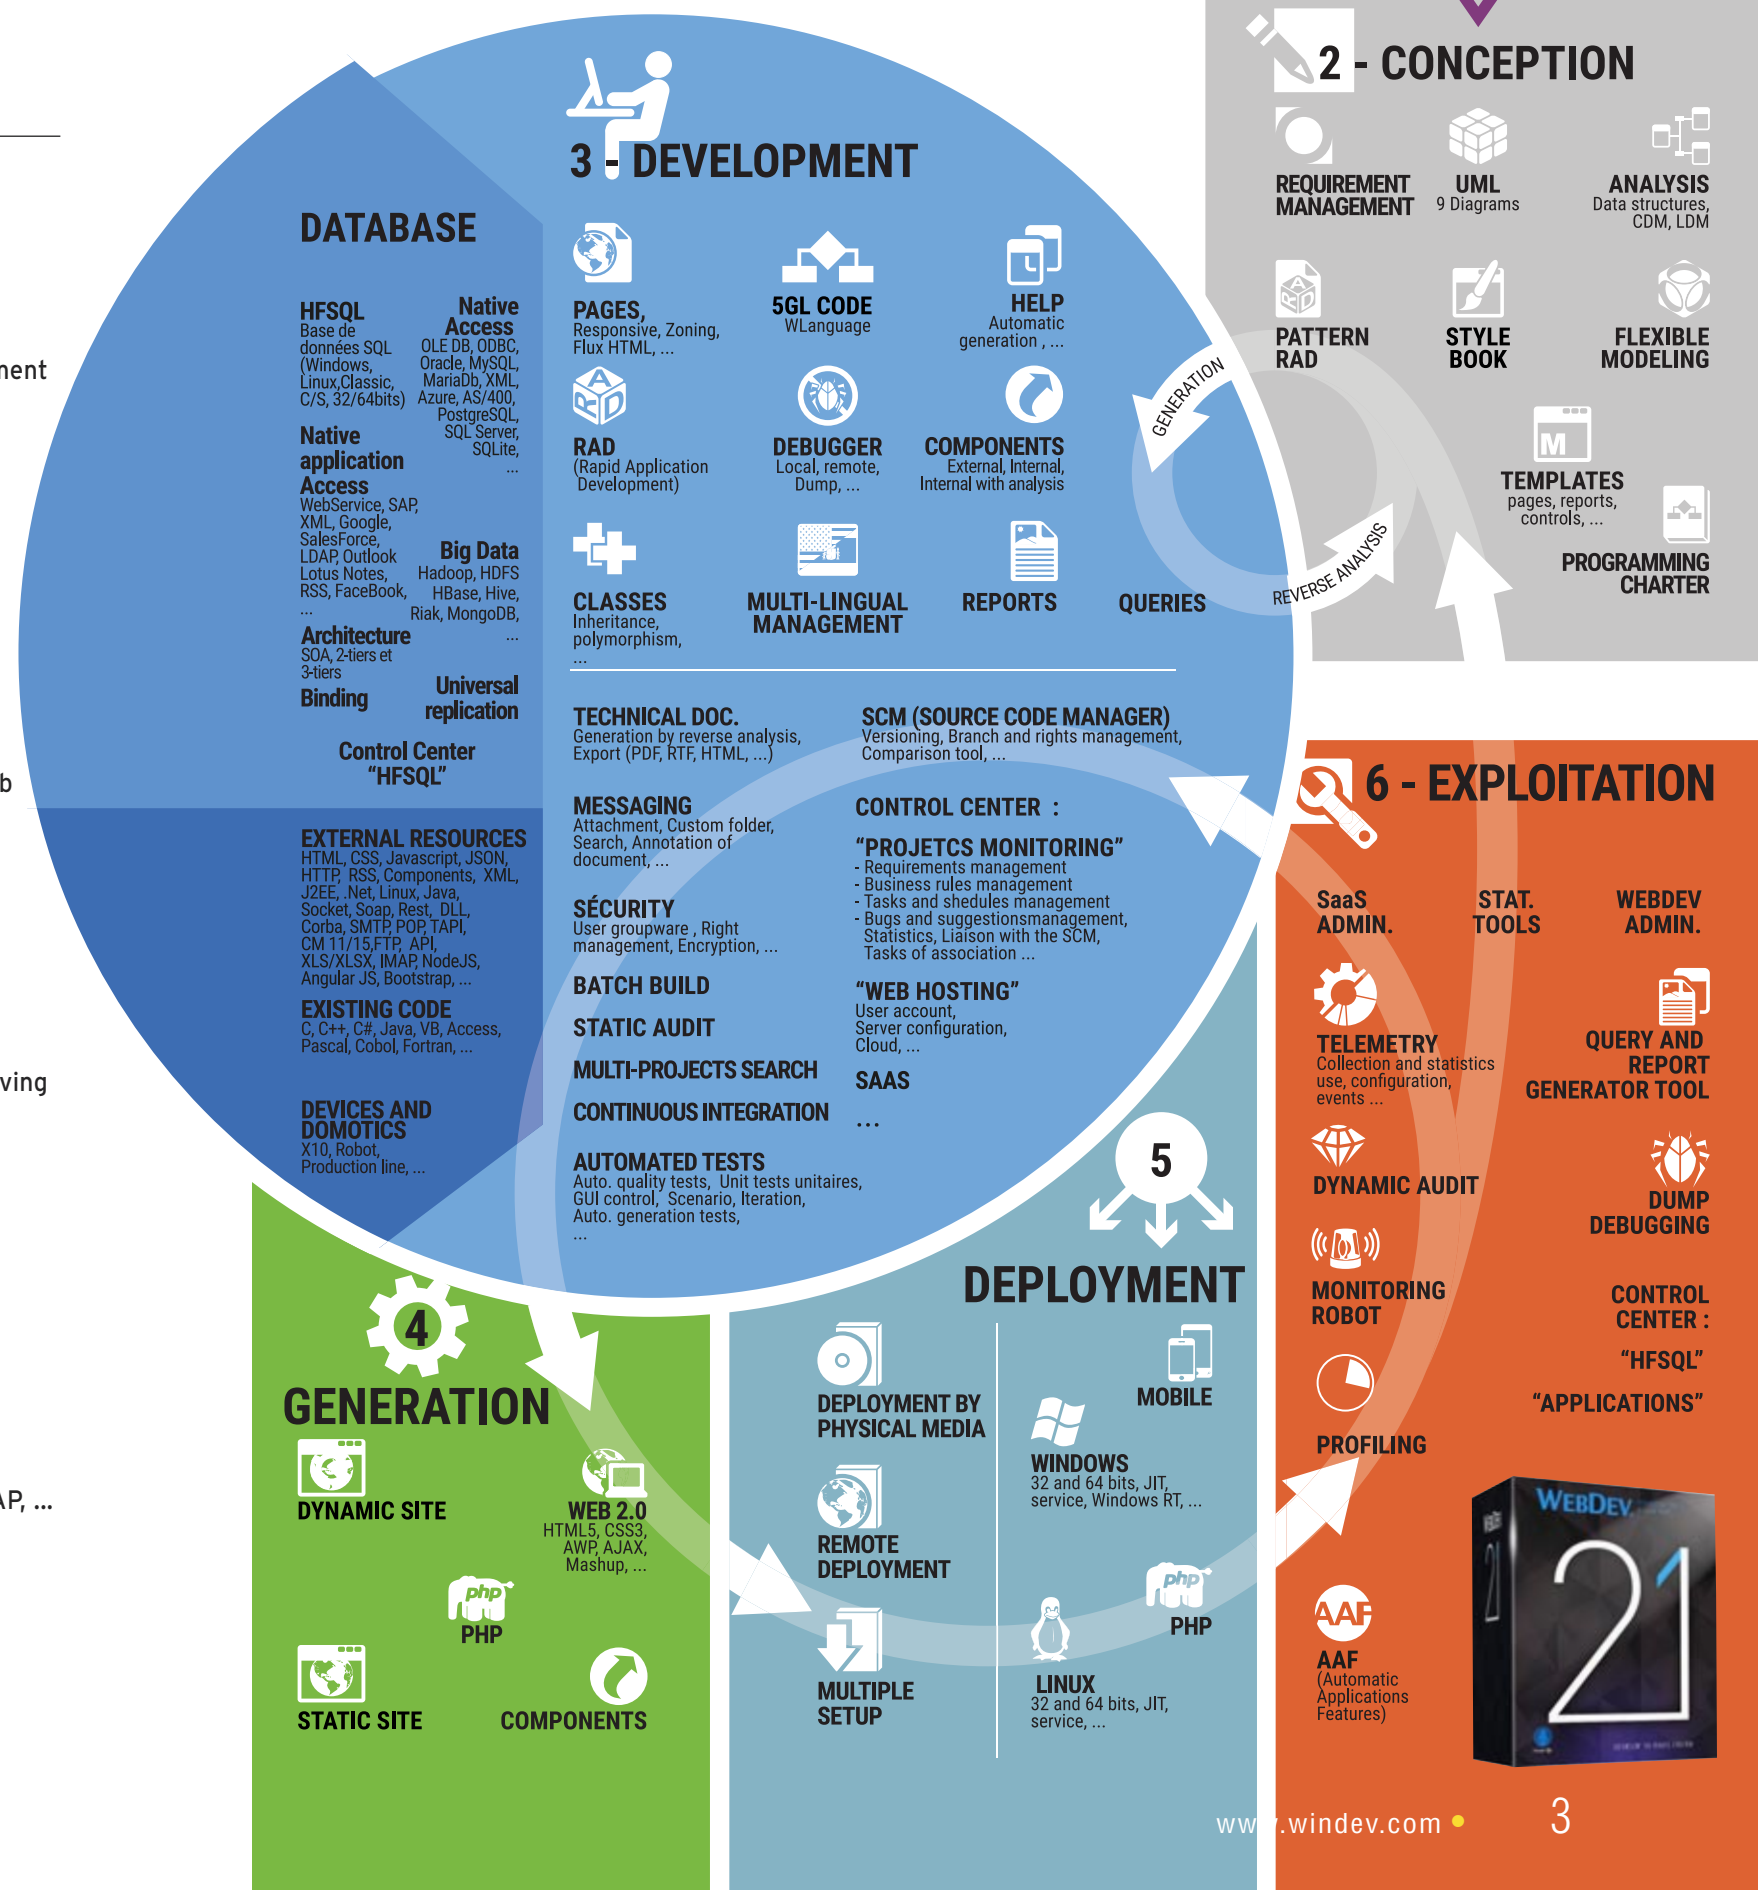 nent
b
ving
AP, ...
3 - DEVELOPMENT
DATABASE
HFSQL
Base de
données SQL
(Windows,
Linux,Classic,
C/S, 32/64bits)
Native
Access
OLE DB, ODBC,
Oracle, MySQL,
MariaDb, XML,
Azure, AS/400,
PostgreSQL,
SQL Server,
SQLite,
...
Native
application
Access
WebService, SAP,
XML, Google,
SalesForce,
LDAP, Outlook
Lotus Notes,
RSS, FaceBook,
...
Big Data
Hadoop, HDFS
HBase, Hive,
Riak, MongoDB,
...
Architecture
SOA, 2-tiers et
3-tiers
Binding
Universal
replication
Control Center
“HFSQL”
EXTERNAL RESOURCES
HTML, CSS, Javascript, JSON,
HTTP, RSS, Components, XML,
J2EE, .Net, Linux, Java,
Socket, Soap, Rest, DLL,
Corba, SMTP, POP, TAPI,
CM 11/15,FTP, API,
XLS/XLSX, IMAP, NodeJS,
Angular JS, Bootstrap, ...
EXISTING CODE
C, C++, C#, Java, VB, Access,
Pascal, Cobol, Fortran, ...
DEVICES AND
DOMOTICS
X10, Robot,
Production line, ...
PAGES,
Responsive, Zoning,
Flux HTML, ...
5GL CODE
WLanguage
HELP
Automatic
generation , ...
RAD
RAD
(Rapid Application
Development)
DEBUGGER
Local, remote,
Dump, ...
COMPONENTS
External, Internal,
Internal with analysis
CLASSES
Inheritance,
polymorphism,
...
MULTI-LINGUAL
MANAGEMENT
REPORTS
QUERIES
TECHNICAL DOC.
Generation by reverse analysis,
Export (PDF, RTF, HTML, ...)
MESSAGING
Attachment, Custom folder,
Search, Annotation of
document, ...
SÉCURITY
User groupware , Right
management, Encryption, ...
BATCH BUILD
STATIC AUDIT
MULTI-PROJECTS SEARCH
CONTINUOUS INTEGRATION
AUTOMATED TESTS
Auto. quality tests, Unit tests unitaires,
GUI control, Scenario, Iteration,
Auto. generation tests,
...
SCM (SOURCE CODE MANAGER)
Versioning, Branch and rights management,
Comparison tool, ...
CONTROL CENTER :
“PROJETCS MONITORING”
- Requirements management
- Business rules management
- Tasks and shedules management
- Bugs and suggestionsmanagement,
Statistics, Liaison with the SCM,
Tasks of association ...
“WEB HOSTING”
User account,
Server configuration,
Cloud, ...
SAAS
...
GENERATION
REVERSE ANALYSIS
2 - CONCEPTION
REQUIREMENT
MANAGEMENT
UML
9 Diagrams
ANALYSIS
Data structures,
CDM, LDM
RAD
PATTERN
RAD
STYLE
BOOK
FLEXIBLE
MODELING
M
TEMPLATES
pages, reports,
controls, ...
PROGRAMMING
CHARTER
4
GENERATION
DYNAMIC SITE
WEB 2.0
HTML5, CSS3,
AWP, AJAX,
Mashup, ...
php
PHP
STATIC SITE
COMPONENTS
5
DEPLOYMENT
DEPLOYMENT BY
PHYSICAL MEDIA
REMOTE
DEPLOYMENT
MULTIPLE
SETUP
MOBILE
WINDOWS
32 and 64 bits, JIT,
service, Windows RT, ...
php
PHP
LINUX
32 and 64 bits, JIT,
service, ...
6 - EXPLOITATION
SaaS
ADMIN.
STAT.
TOOLS
WEBDEV
ADMIN.
TELEMETRY
Collection and statistics
use, configuration,
events ...
QUERY AND
REPORT
GENERATOR TOOL
DYNAMIC AUDIT
DUMP
DEBUGGING
MONITORING
ROBOT
CONTROL
CENTER :
“HFSQL”
“APPLICATIONS”
PROFILING
AAF
AAF
(Automatic
Applications
Features)
WEBDEV
21
WEBDEV
21
www.windev.com
3